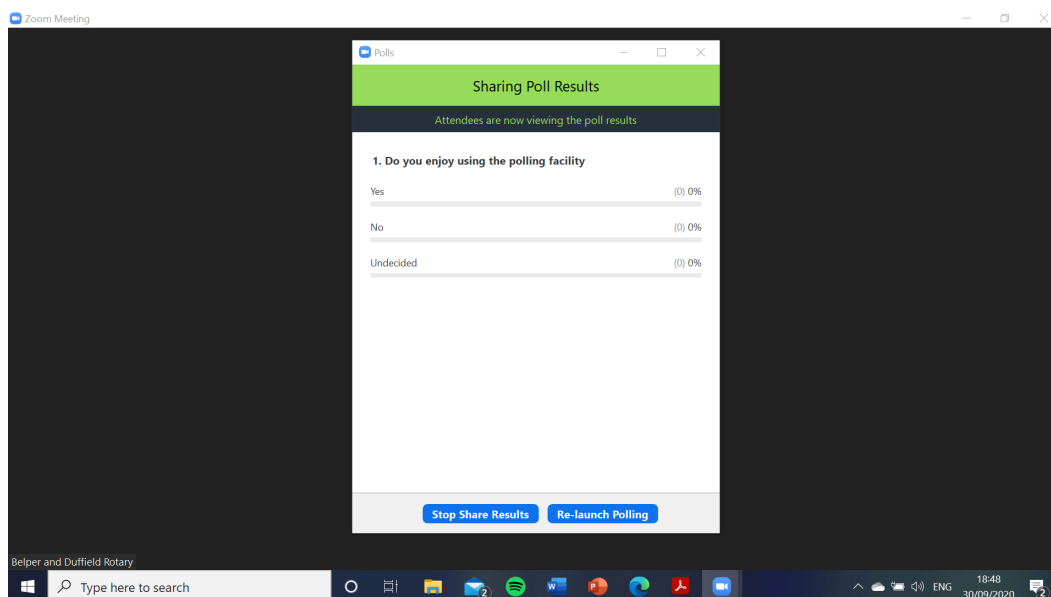 Zoom Meeting
Polls
Sharing Poll Results
Attendees are now viewing the poll results
1. Do you enjoy using the polling facility
Yes (0) 0%
No (0) 0%
Undecided (0) 0%
Stop Share Results Re-launch Polling
Belper and Duffield Rotary
Type here to search 2 W P ENG 18:48
30/09/2020 2